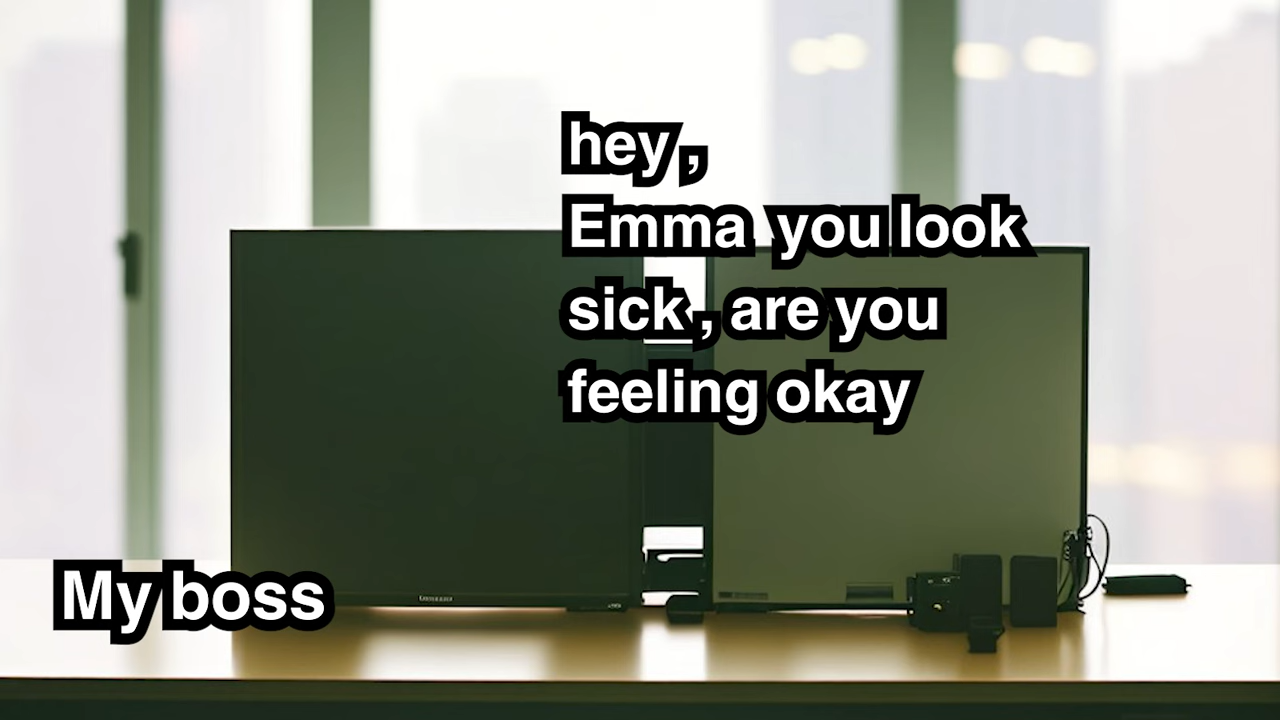 hey,
Emma you look
sick, are you
feeling okay
My boss